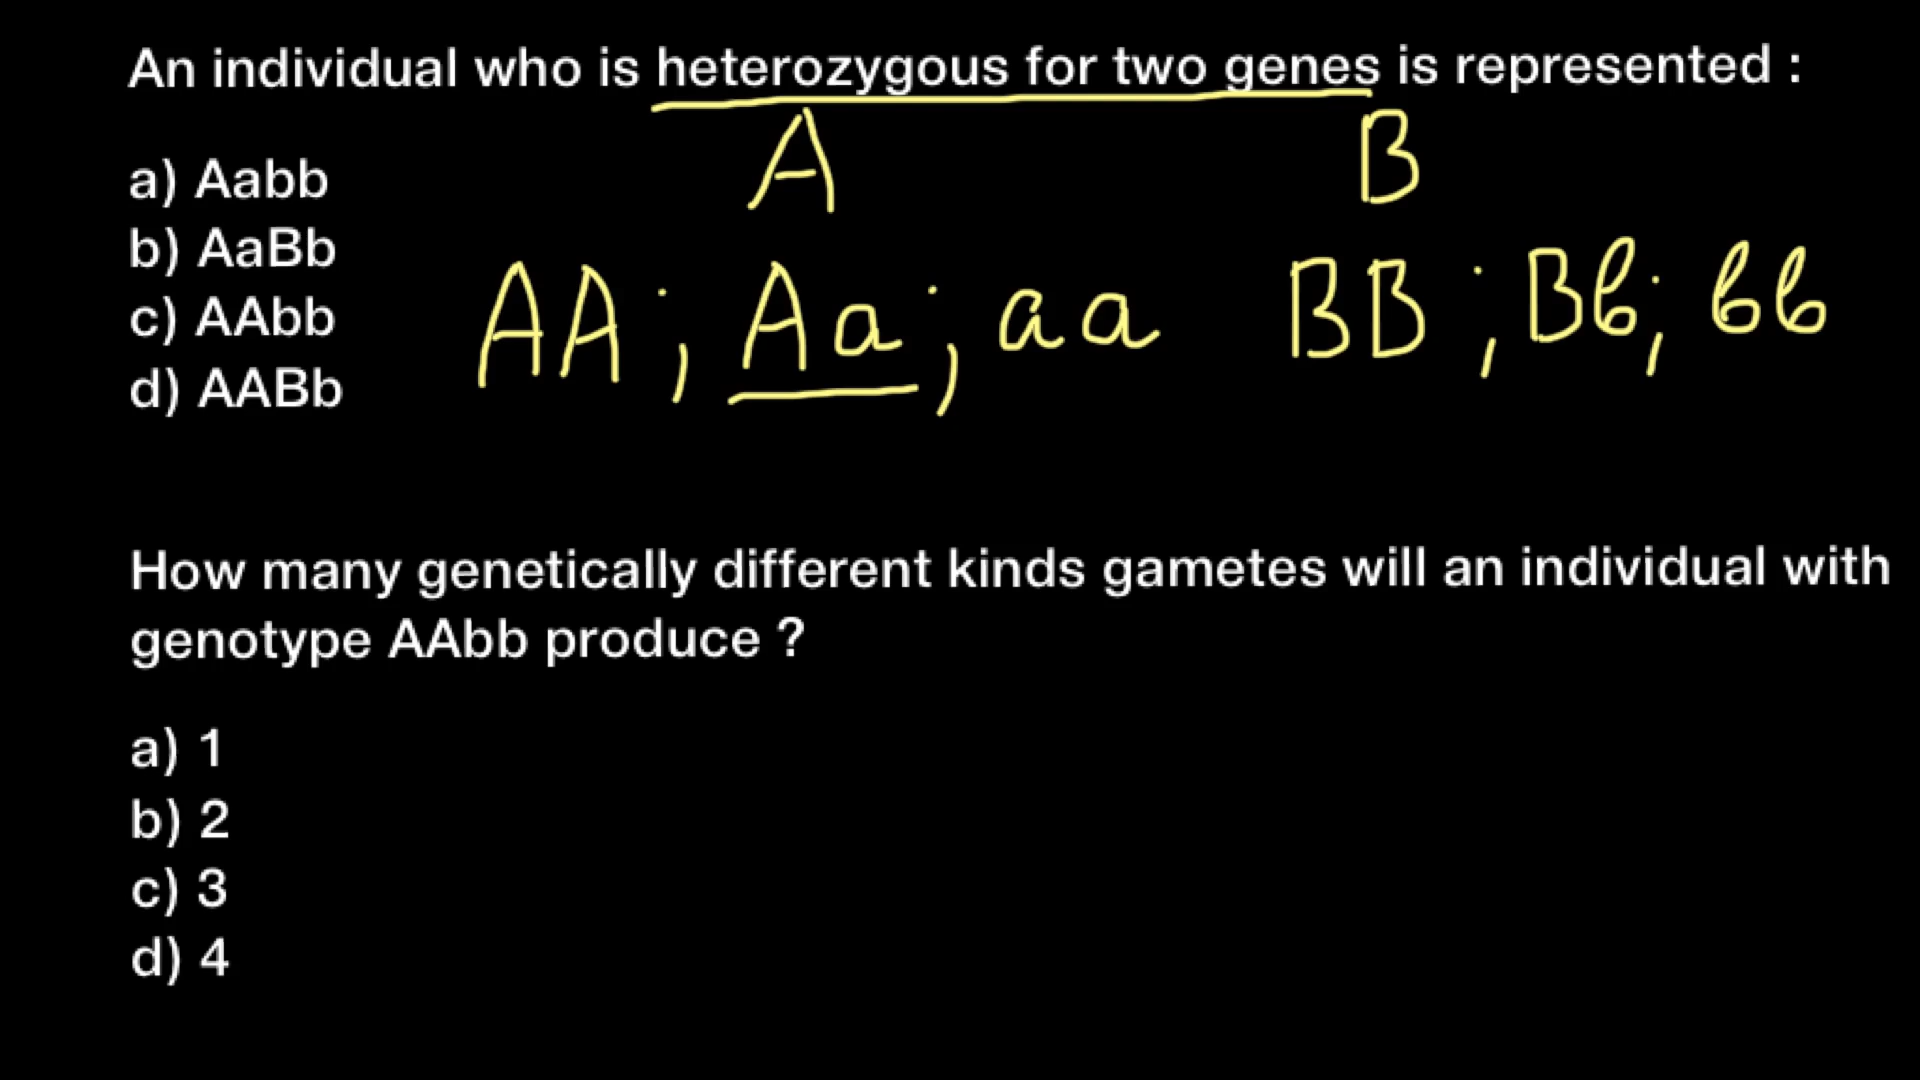 An individual who is heterozygous for two genes is represented :
A B
a) Aabb
b) AaBb
c) AAbb
d) AABb
AA ; Aa ; aa BB ; Bb ; bb
How many genetically different kinds gametes will an individual with
genotype AAbb produce ?
a) 1
b) 2
c) 3
d) 4